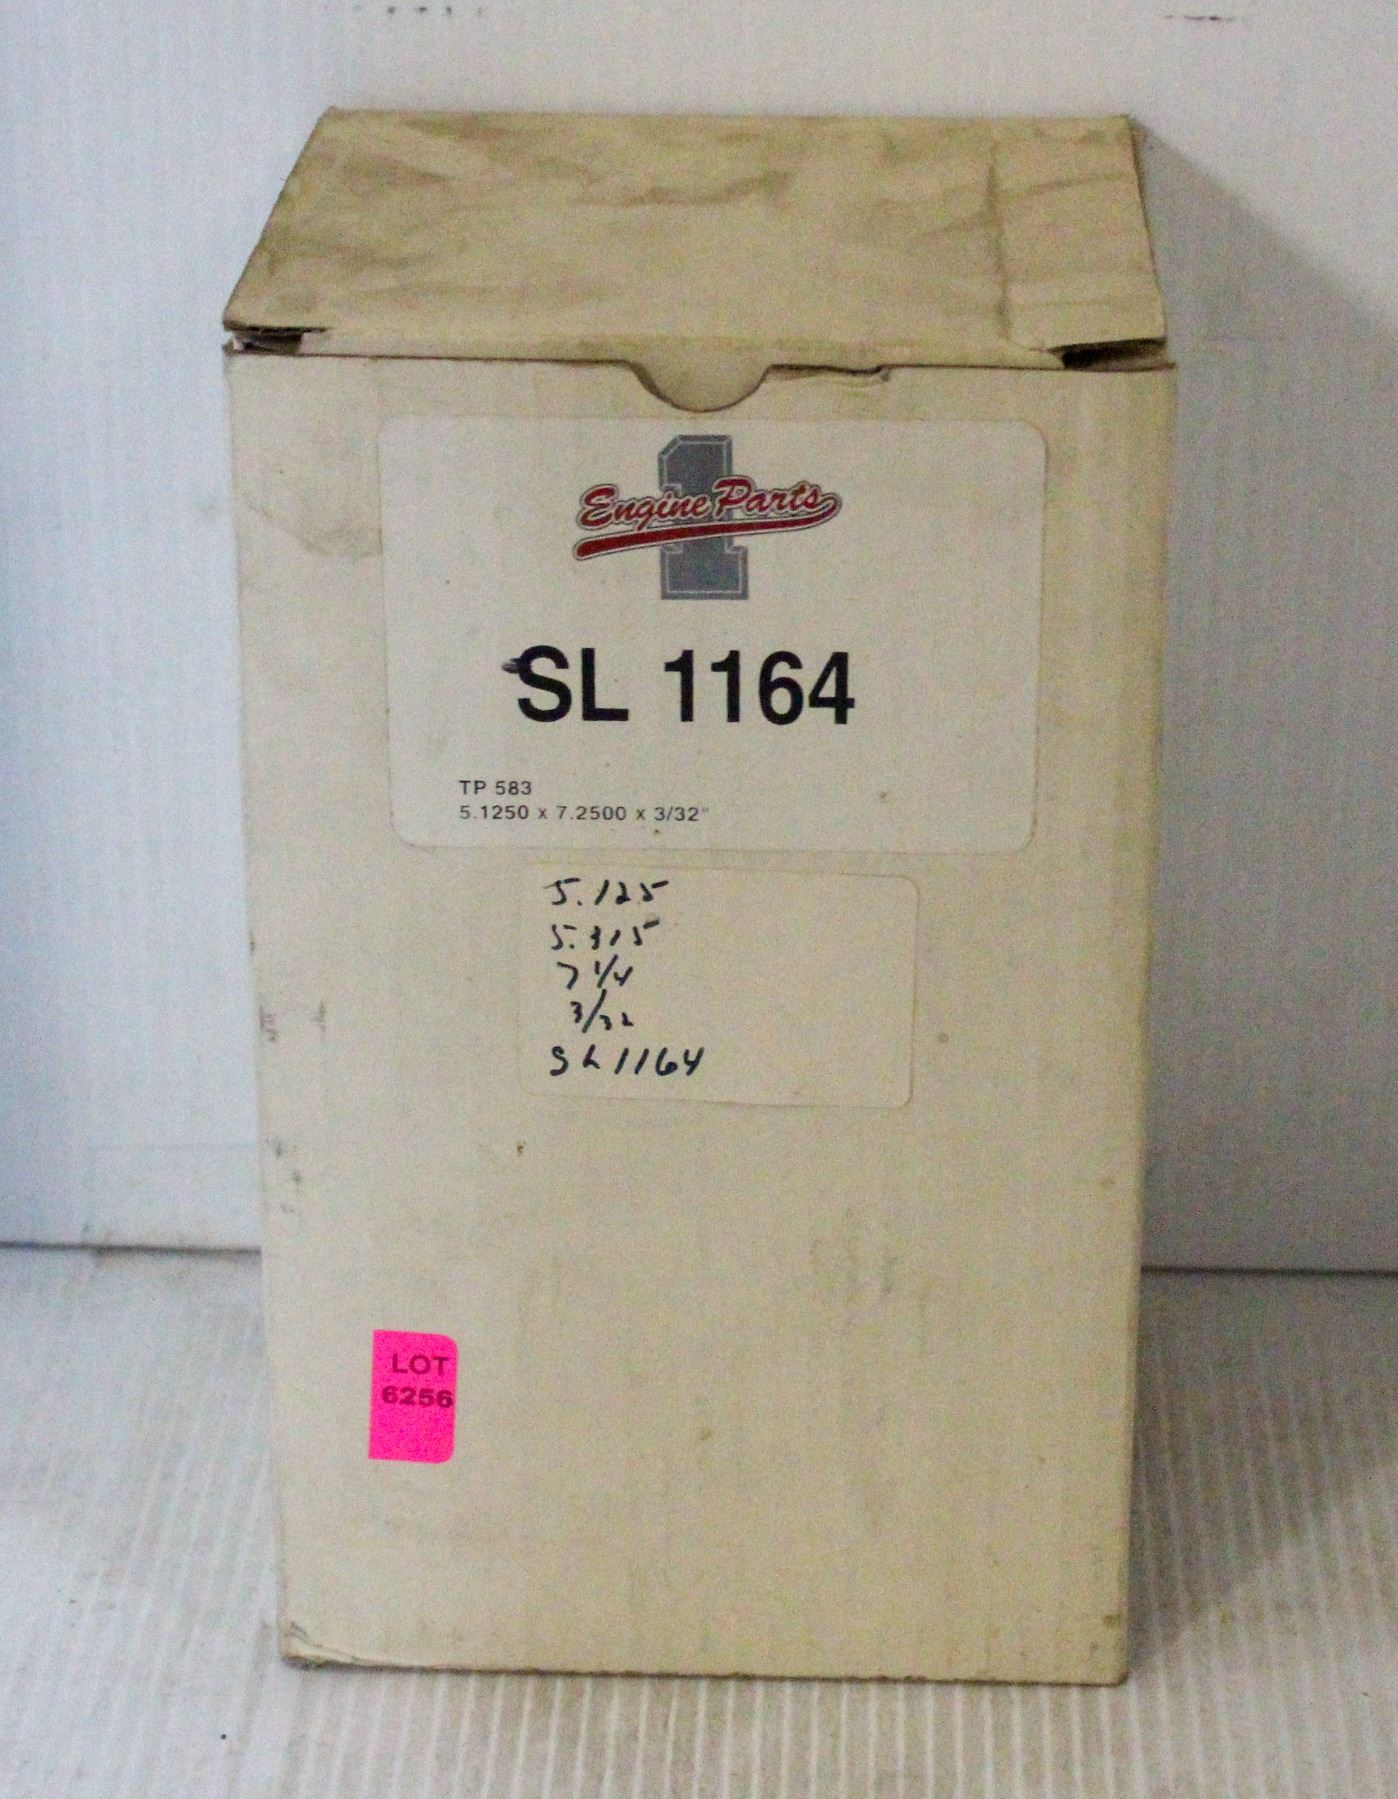 1
Engine Parts
SL 1164
TP 583
5.1250 x 7.2500 x 3/32"
5.125
5.315
7 1/4
3/32
SL1164
LOT
6256